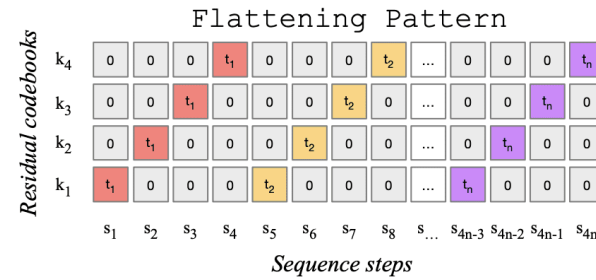 Flattening Pattern
Residual codebooks
k4 0 0 0 t1 0 0 0 t2 ... 0 0 0 tn
k3 0 0 t1 0 0 0 t2 0 ... 0 0 tn 0
k2 0 t1 0 0 0 t2 0 0 ... 0 tn 0 0
k1 t1 0 0 0 t2 0 0 0 ... tn 0 0 0
s1 s2 s3 s4 s5 s6 s7 s8 s... s4n-3 s4n-2 s4n-1 s4n
Sequence steps